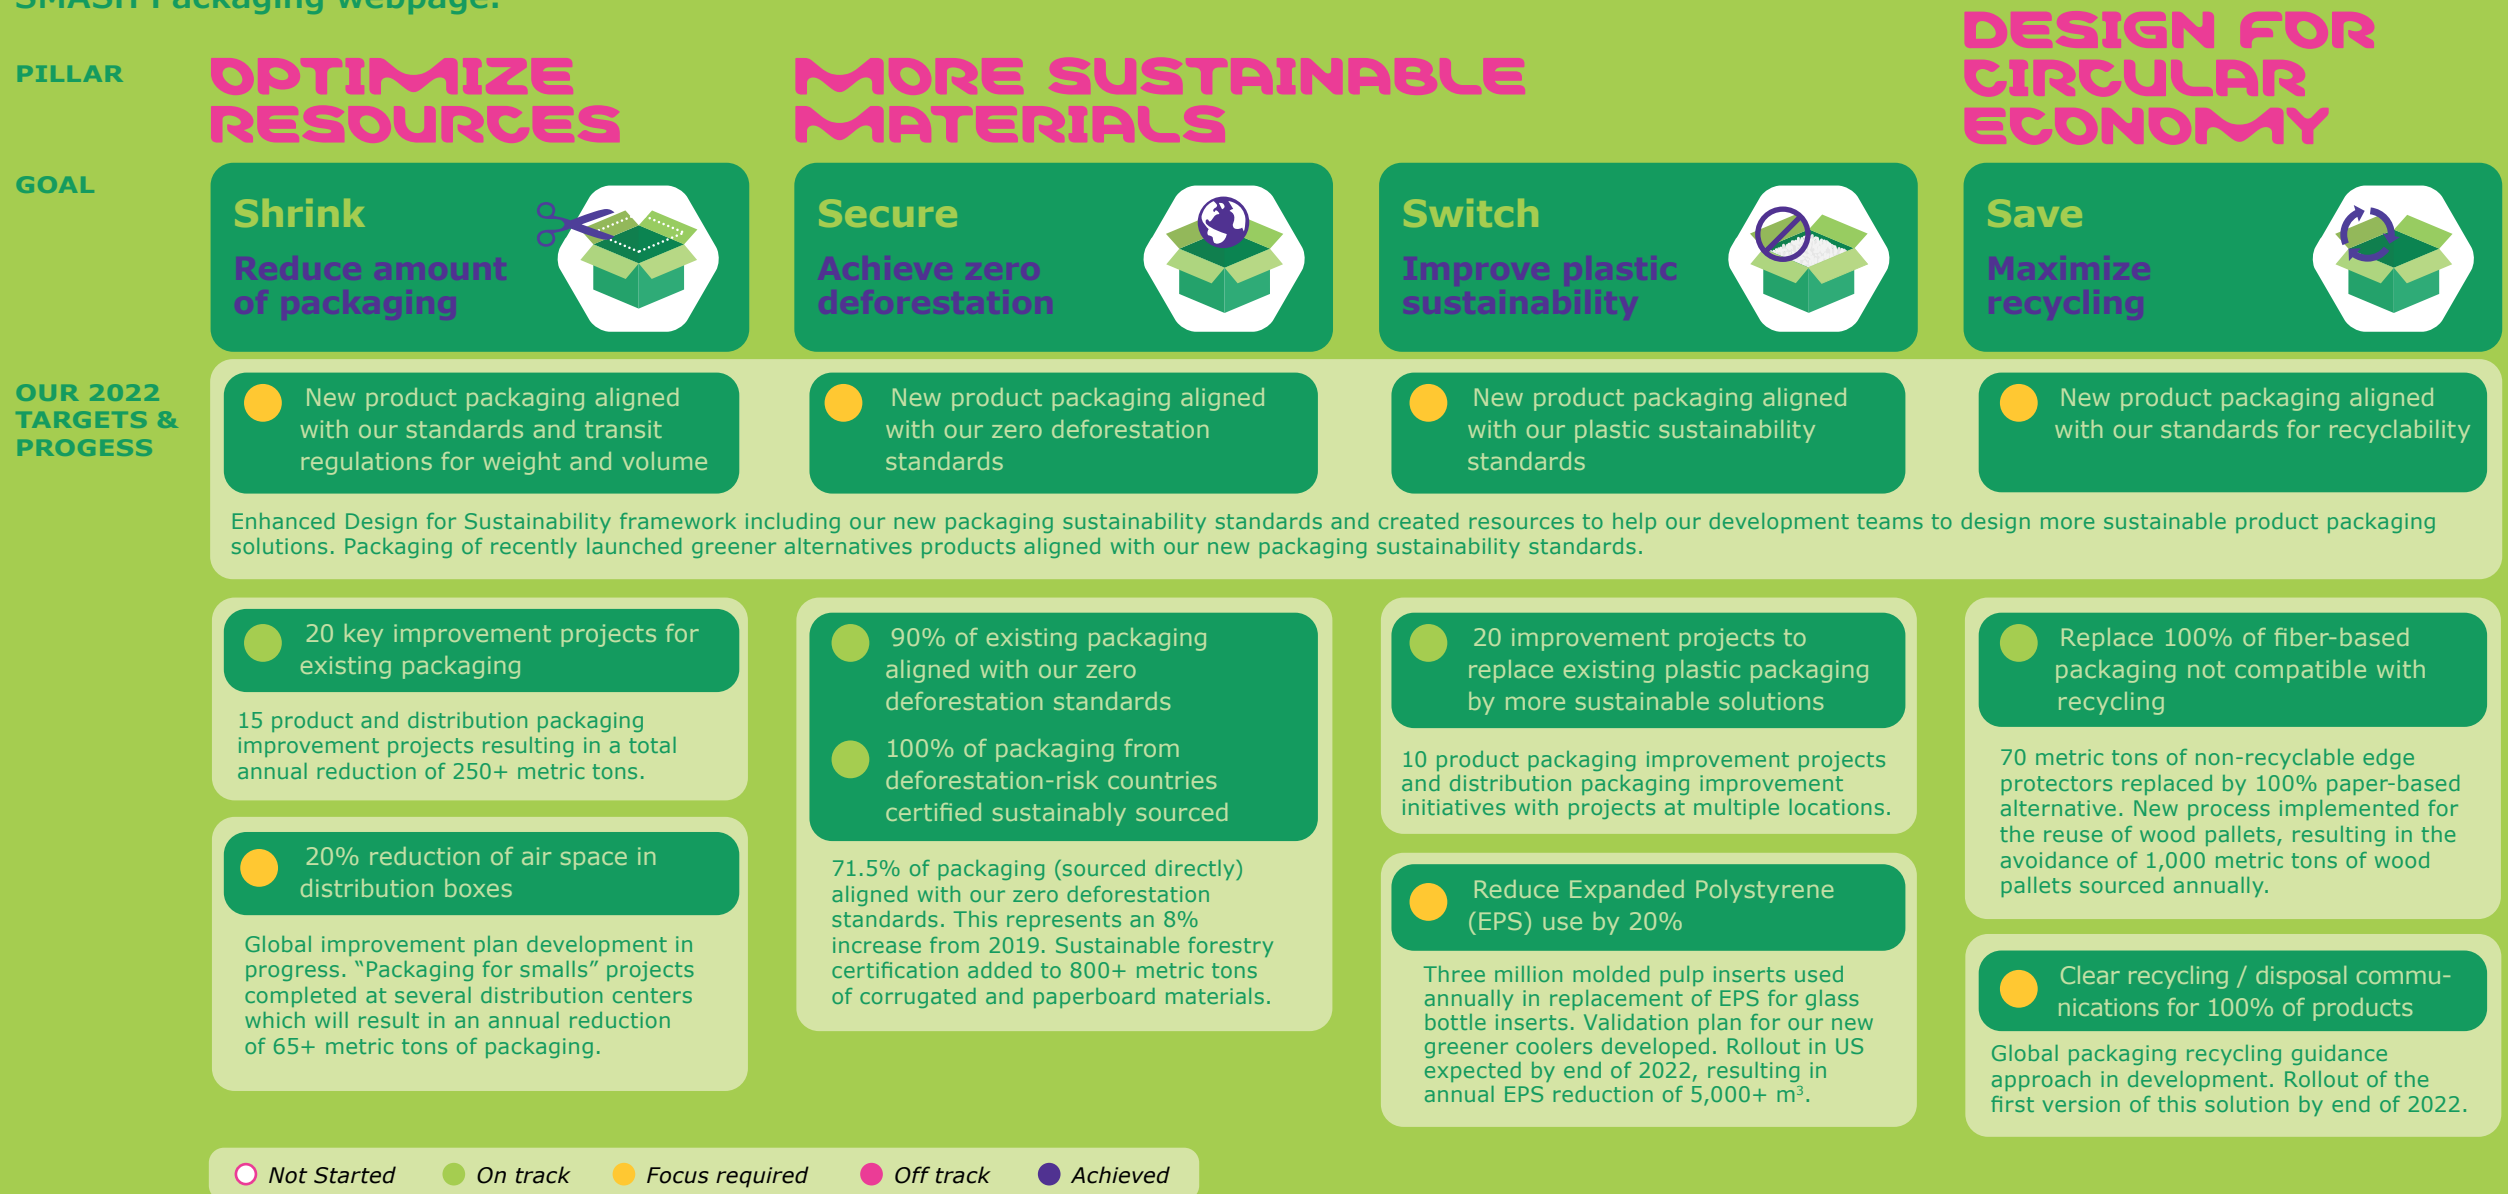 SMASH Packaging webpage.
PILLAR
OPTIMIZE
RESOURCES
MORE SUSTAINABLE
MATERIALS
DESIGN FOR
CIRCULAR
ECONOMY
GOAL
Shrink
Reduce amount
of packaging
Secure
Achieve zero
deforestation
Switch
Improve plastic
sustainability
Save
Maximize
recycling
OUR 2022
TARGETS &
PROGESS
New product packaging aligned
with our standards and transit
regulations for weight and volume
New product packaging aligned
with our zero deforestation
standards
New product packaging aligned
with our plastic sustainability
standards
New product packaging aligned
with our standards for recyclability
Enhanced Design for Sustainability framework including our new packaging sustainability standards and created resources to help our development teams to design more sustainable product packaging
solutions. Packaging of recently launched greener alternatives products aligned with our new packaging sustainability standards.
20 key improvement projects for
existing packaging
15 product and distribution packaging
improvement projects resulting in a total
annual reduction of 250+ metric tons.
20% reduction of air space in
distribution boxes
Global improvement plan development in
progress. “Packaging for smalls” projects
completed at several distribution centers
which will result in an annual reduction
of 65+ metric tons of packaging.
90% of existing packaging
aligned with our zero
deforestation standards
100% of packaging from
deforestation-risk countries
certified sustainably sourced
71.5% of packaging (sourced directly)
aligned with our zero deforestation
standards. This represents an 8%
increase from 2019. Sustainable forestry
certification added to 800+ metric tons
of corrugated and paperboard materials.
20 improvement projects to
replace existing plastic packaging
by more sustainable solutions
10 product packaging improvement projects
and distribution packaging improvement
initiatives with projects at multiple locations.
Reduce Expanded Polystyrene
(EPS) use by 20%
Three million molded pulp inserts used
annually in replacement of EPS for glass
bottle inserts. Validation plan for our new
greener coolers developed. Rollout in US
expected by end of 2022, resulting in
annual EPS reduction of 5,000+ m³.
Replace 100% of fiber-based
packaging not compatible with
recycling
70 metric tons of non-recyclable edge
protectors replaced by 100% paper-based
alternative. New process implemented for
the reuse of wood pallets, resulting in the
avoidance of 1,000 metric tons of wood
pallets sourced annually.
Clear recycling / disposal commu-
nications for 100% of products
Global packaging recycling guidance
approach in development. Rollout of the
first version of this solution by end of 2022.
Not Started
On track
Focus required
Off track
Achieved